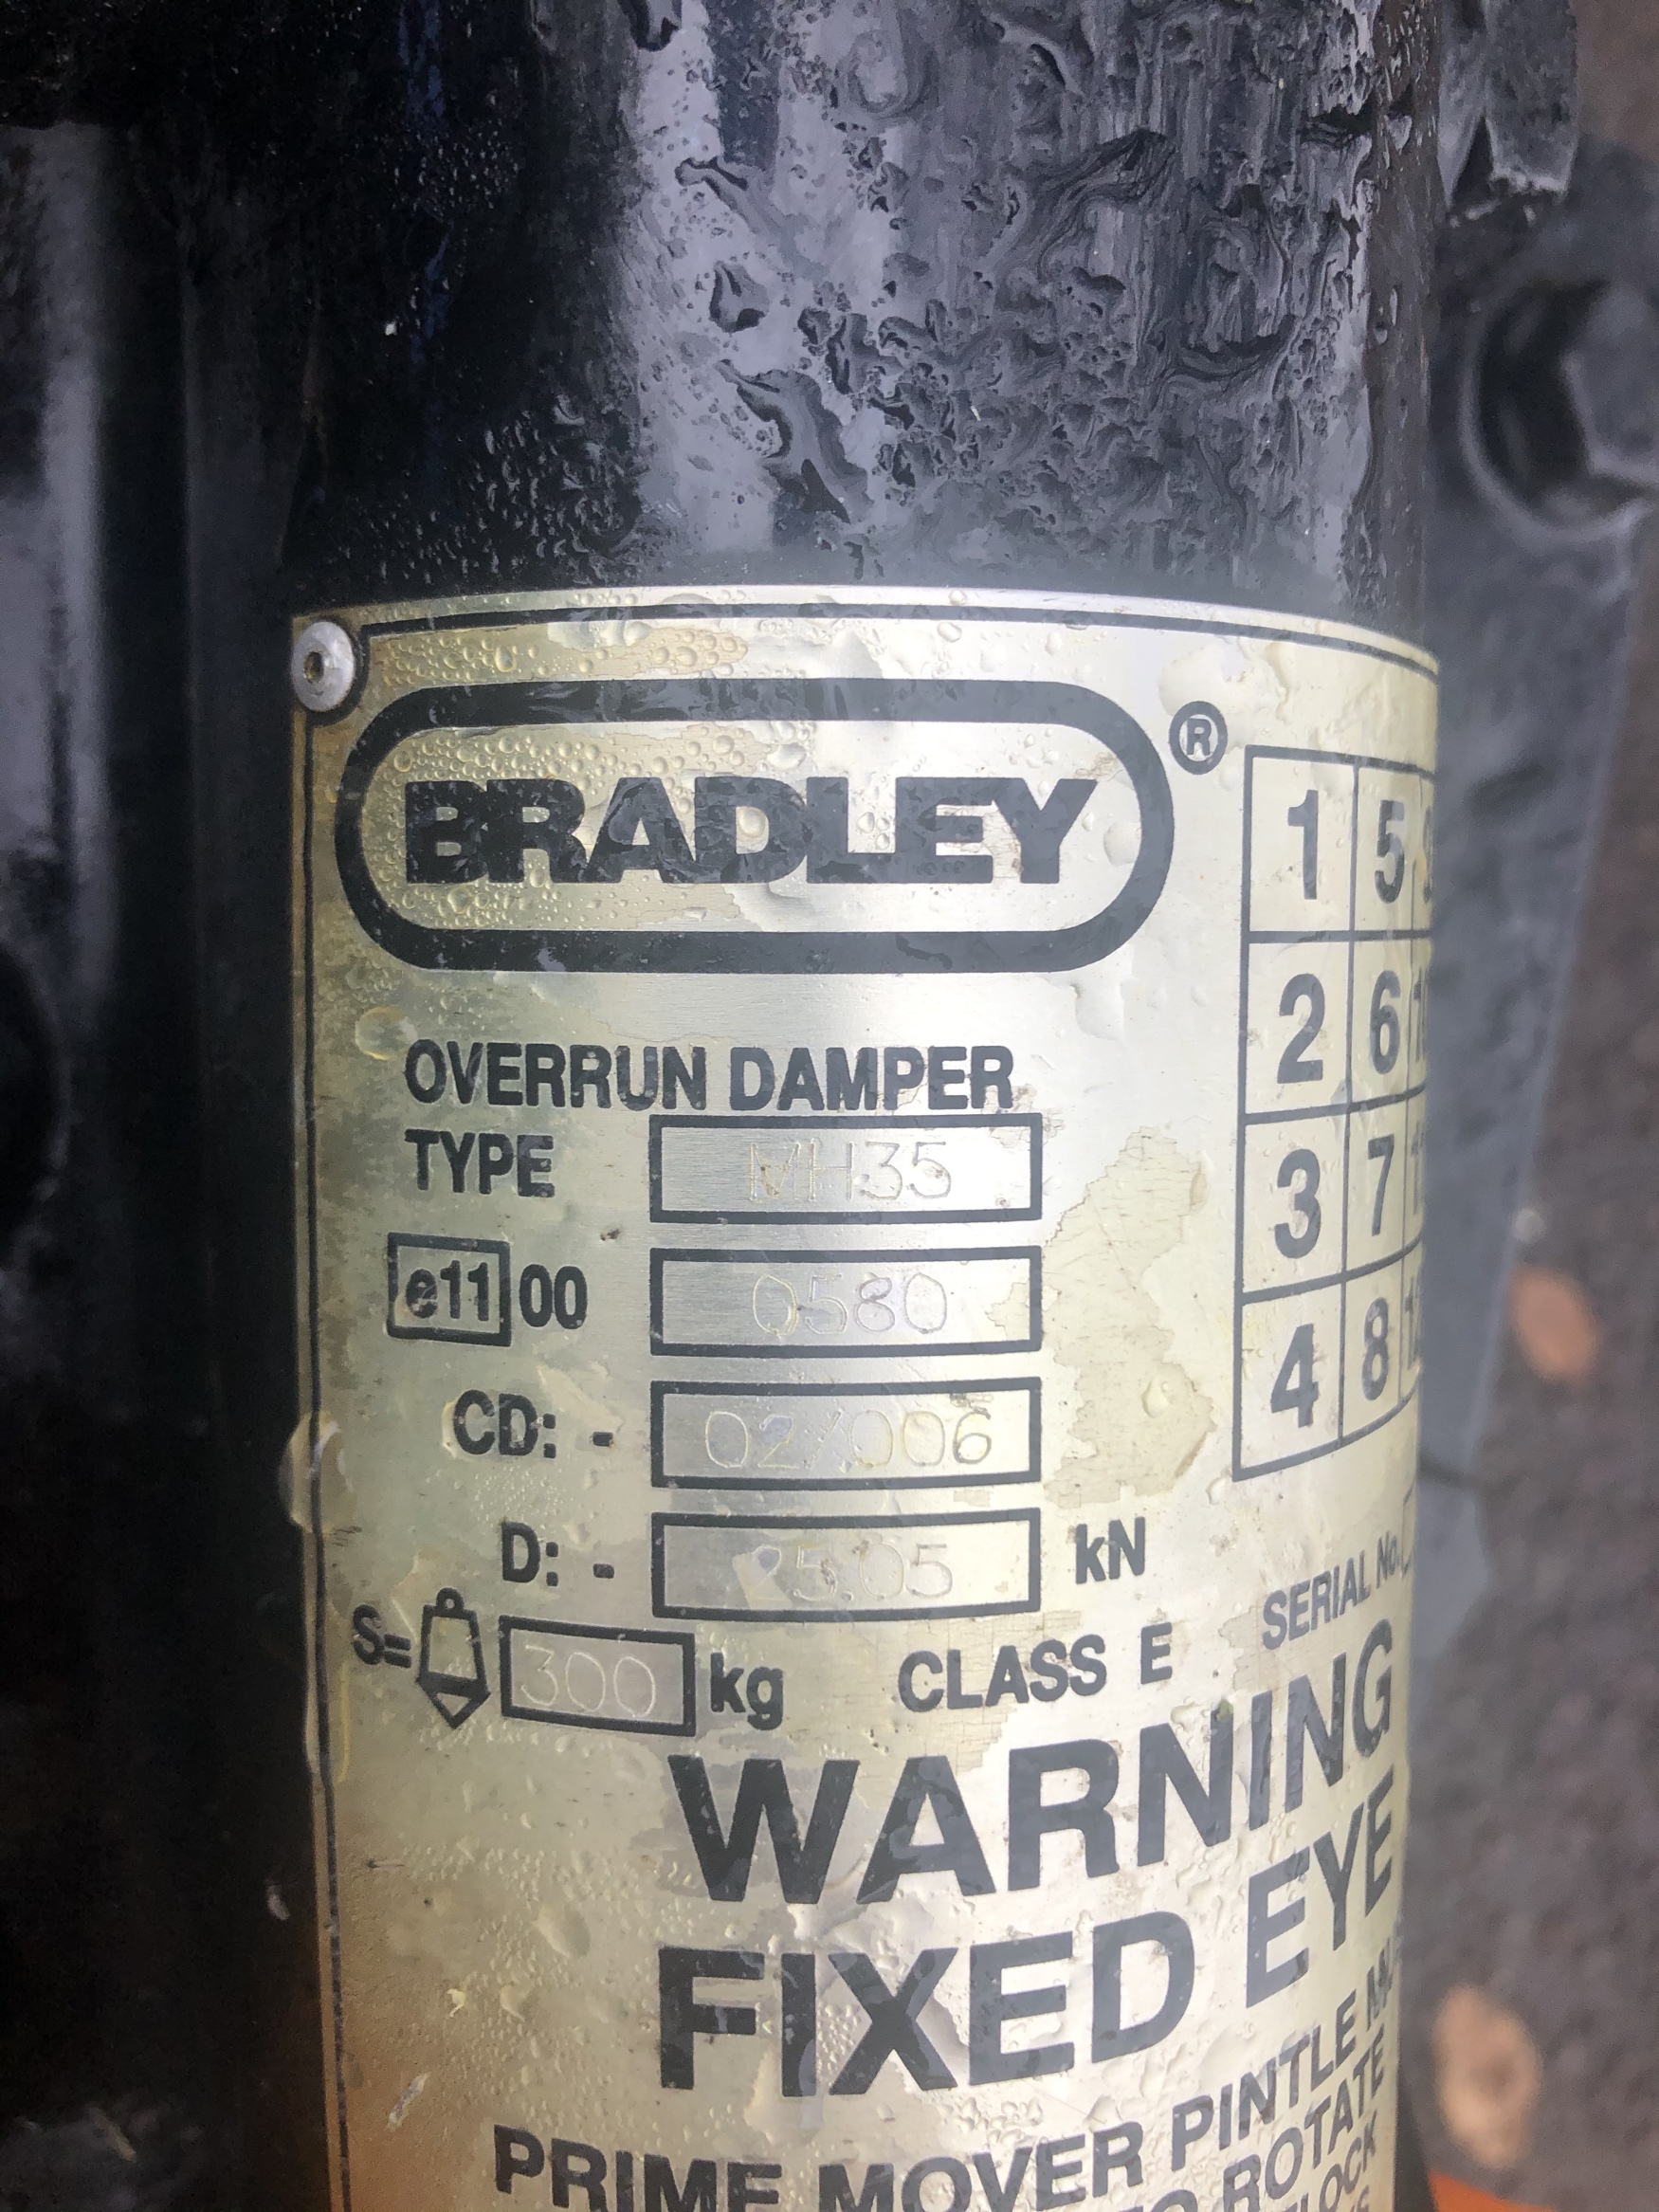 BRADLEY ®
1 5
2 6
3 7
4 8
OVERRUN DAMPER
TYPE MH35
e11 00 0580
CD: - 02/006
D: - 25.05 kN
S= 300 kg CLASS E
SERIAL No.
WARNING
FIXED EYE
PRIME MOVER PINTLE
TO ROTATE